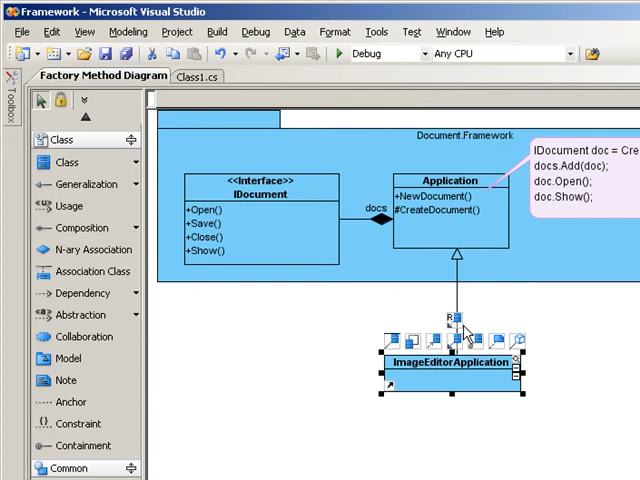 Framework - Microsoft Visual Studio
File Edit View Modeling Project Build Debug Data Format Tools Test Window Help
Debug Any CPU
Factory Method Diagram Class1.cs
Toolbox
Class
Class
Generalization
Usage
Composition
N-ary Association
Association Class
Dependency
Abstraction
Collaboration
Model
Note
Anchor
Constraint
Containment
Common
Document.Framework
<<Interface>>
IDocument
+Open()
+Save()
+Close()
+Show()
docs
Application
+NewDocument()
#CreateDocument()
IDocument doc = Cre
docs.Add(doc);
doc.Open();
doc.Show();
R
ImageEditorApplication